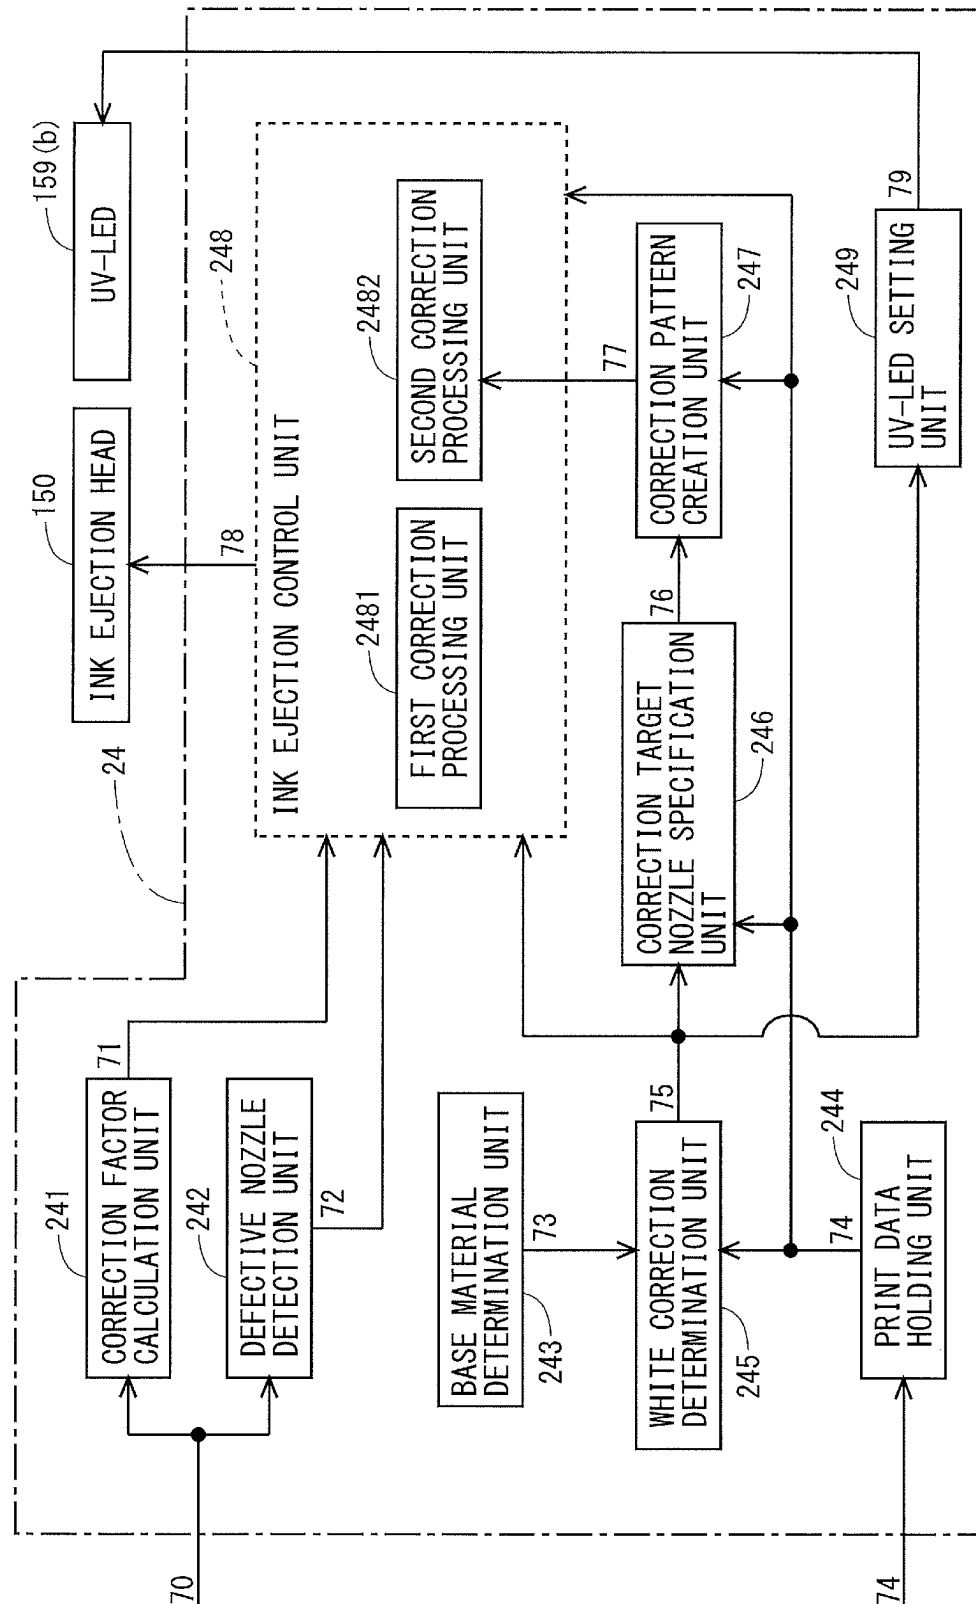 70
241
CORRECTION FACTOR
CALCULATION UNIT
71
242
DEFECTIVE NOZZLE
DETECTION UNIT
72
24
150
INK EJECTION HEAD
78
159(b)
UV-LED
248
INK EJECTION CONTROL UNIT
2481
FIRST CORRECTION
PROCESSING UNIT
2482
SECOND CORRECTION
PROCESSING UNIT
BASE MATERIAL
DETERMINATION UNIT
243
73
WHITE CORRECTION
DETERMINATION UNIT
245
75
CORRECTION TARGET
NOZZLE SPECIFICATION
UNIT
246
76
77
CORRECTION PATTERN
CREATION UNIT
247
74
244
PRINT DATA
HOLDING UNIT
74
249
UV-LED SETTING
UNIT
79